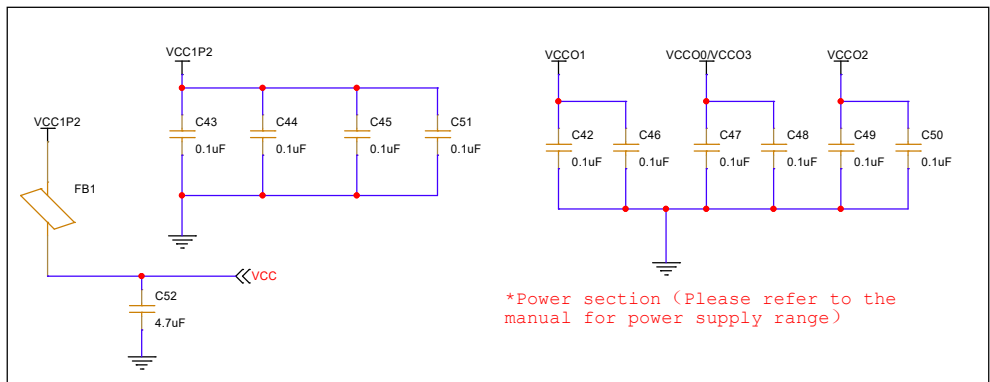 VCC1P2
FB1
C52
4.7uF
VCC
VCC1P2
C43
0.1uF
C44
0.1uF
C45
0.1uF
C51
0.1uF
VCCO1
VCCO0/VCCO3
VCCO2
C42
0.1uF
C46
0.1uF
C47
0.1uF
C48
0.1uF
C49
0.1uF
C50
0.1uF
*Power section（Please refer to the
manual for power supply range）